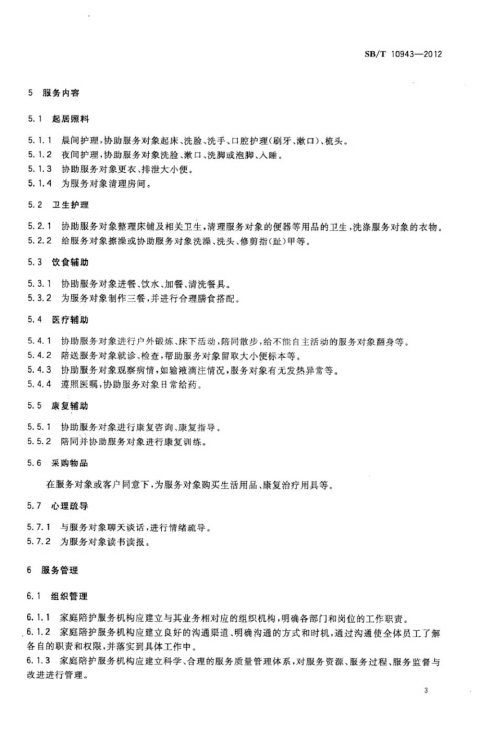 SB/T 10943—2012
5 服务内容
5.1 起居照料
5.1.1 晨间护理,协助服务对象起床、洗脸、洗手、口腔护理(刷牙、漱口)、梳头。
5.1.2 夜间护理,协助服务对象洗脸、漱口、洗脚或泡脚、入睡。
5.1.3 协助服务对象更衣、排泄大小便。
5.1.4 为服务对象清理房间。
5.2 卫生护理
5.2.1 协助服务对象整理床铺及相关卫生,清理服务对象的便器等用品的卫生,洗涤服务对象的衣物。
5.2.2 给服务对象擦澡或协助服务对象洗澡、洗头、修剪指(趾)甲等。
5.3 饮食辅助
5.3.1 协助服务对象进餐、饮水、加餐、清洗餐具。
5.3.2 为服务对象制作三餐,并进行合理膳食搭配。
5.4 医疗辅助
5.4.1 协助服务对象进行户外锻炼、床下活动,陪同散步,给不能自主活动的服务对象翻身等。
5.4.2 陪送服务对象就诊、检查,帮助服务对象留取大小便标本等。
5.4.3 协助服务对象观察病情,如输液滴注情况,服务对象有无发热异常等。
5.4.4 遵照医嘱,协助服务对象日常给药。
5.5 康复辅助
5.5.1 协助服务对象进行康复咨询、康复指导。
5.5.2 陪同并协助服务对象进行康复训练。
5.6 采购物品
在服务对象或客户同意下,为服务对象购买生活用品、康复治疗用具等。
5.7 心理疏导
5.7.1 与服务对象聊天谈话,进行情绪疏导。
5.7.2 为服务对象读书读报。
6 服务管理
6.1 组织管理
6.1.1 家庭陪护服务机构应建立与其业务相对应的组织机构,明确各部门和岗位的工作职责。
6.1.2 家庭陪护服务机构应建立良好的沟通渠道、明确沟通的方式和时机,通过沟通使全体员工了解
各自的职责和权限,并落实到具体工作中。
6.1.3 家庭陪护服务机构应建立科学、合理的服务质量管理体系,对服务资源、服务过程、服务监督与
改进进行管理。
3